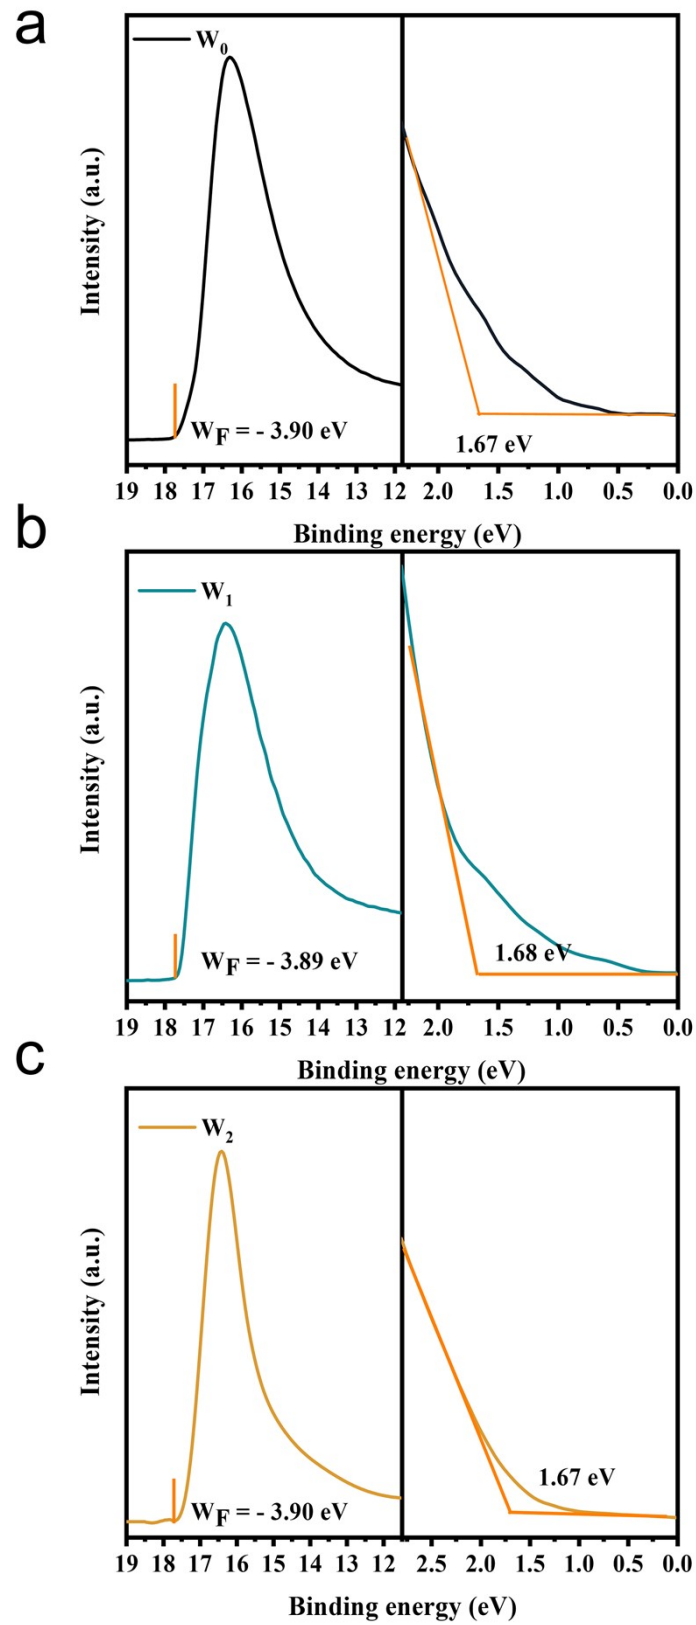 a
W0
Intensity (a.u.)
WF = - 3.90 eV
1.67 eV
19 18 17 16 15 14 13 12 2.0 1.5 1.0 0.5 0.0
Binding energy (eV)
b
W1
Intensity (a.u.)
WF = - 3.89 eV
1.68 eV
19 18 17 16 15 14 13 12 2.0 1.5 1.0 0.5 0.0
Binding energy (eV)
c
W2
Intensity (a.u.)
WF = - 3.90 eV
1.67 eV
19 18 17 16 15 14 13 12 2.5 2.0 1.5 1.0 0.5 0.0
Binding energy (eV)